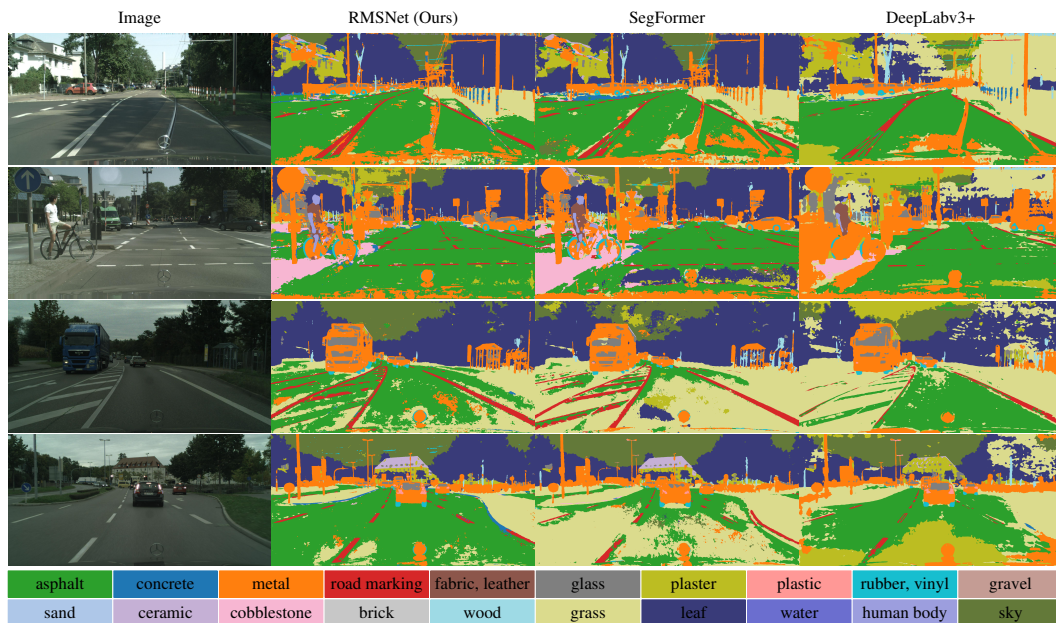 Image RMSNet (Ours) SegFormer DeepLabv3+
asphalt concrete metal road marking fabric, leather glass plaster plastic rubber, vinyl gravel
sand ceramic cobblestone brick wood grass leaf water human body sky